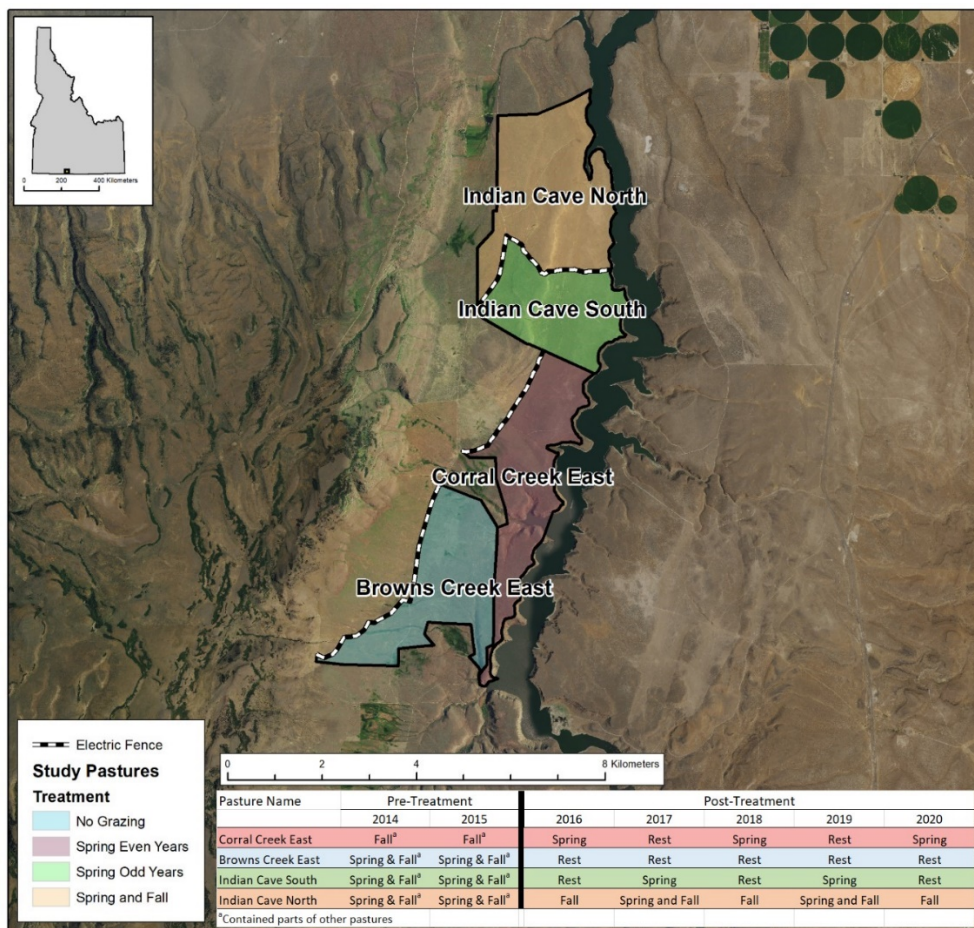 0 200 400 Kilometers
Indian Cave North
Indian Cave South
Corral Creek East
Browns Creek East
Electric Fence
Study Pastures
Treatment
No Grazing
Spring Even Years
Spring Odd Years
Spring and Fall
0 2 4 8 Kilometers
Pasture Name Pre-Treatment Post-Treatment
2014 2015 2016 2017 2018 2019 2020
Corral Creek East Fallᵃ Fallᵃ Spring Rest Spring Rest Spring
Browns Creek East Spring & Fallᵃ Spring & Fallᵃ Rest Rest Rest Rest Rest
Indian Cave South Spring & Fallᵃ Spring & Fallᵃ Rest Spring Rest Spring Rest
Indian Cave North Spring & Fallᵃ Spring & Fallᵃ Fall Spring and Fall Fall Spring and Fall Fall
ᵃContained parts of other pastures